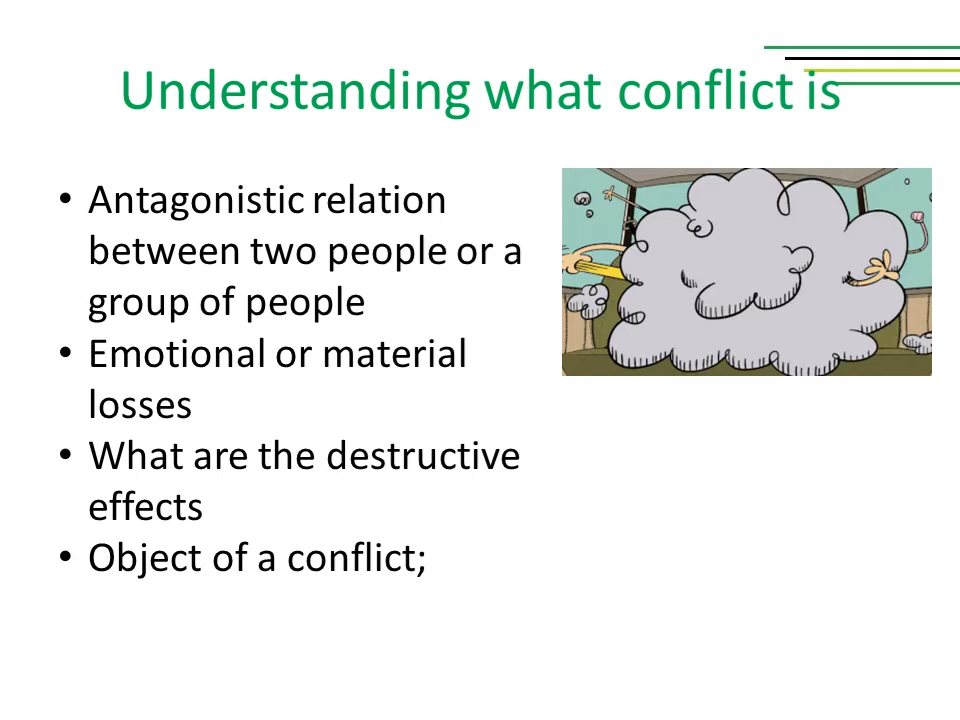 Understanding what conflict is
• Antagonistic relation
between two people or a
group of people
• Emotional or material
losses
• What are the destructive
effects
• Object of a conflict;